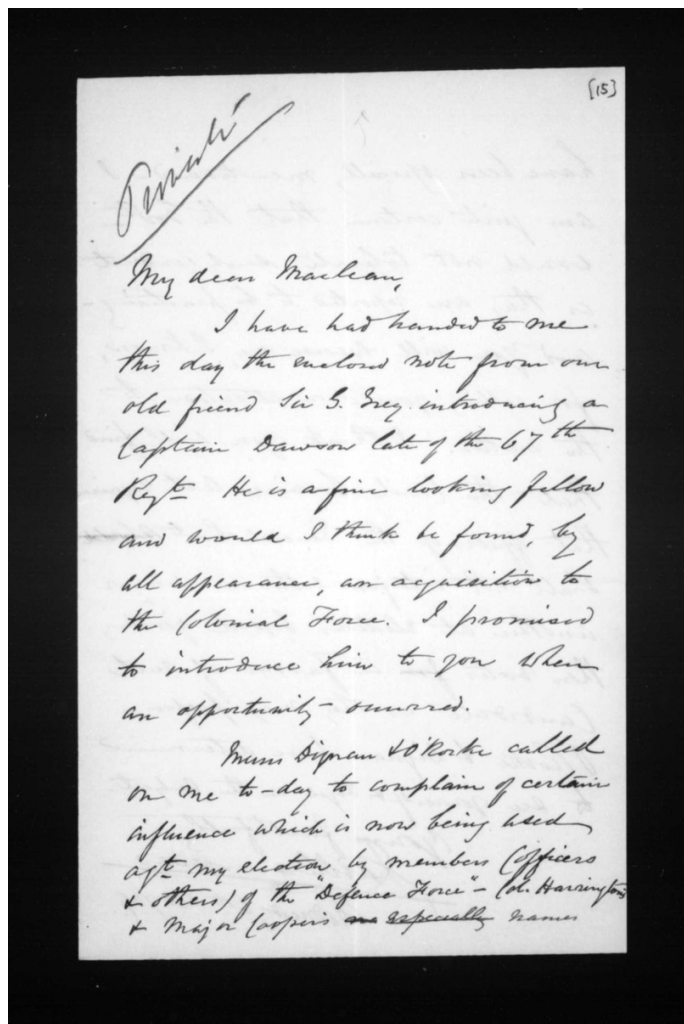 [15]
Private
My dear Maclean,
I have had handed to me
this day the enclosed note from our
old friend Sir G. Grey introducing a
Captain Dawson late of the 67th
Regt He is a fine looking fellow
and would I think be found, by
all appearance, an acquisition to
the Colonial Force. I promised
to introduce him to you when
an opportunity occurred.
Messrs Dignan & O'Rorke called
on me to-day to complain of certain
influence which is now being used
agt my election by members (officers
& others) of the "Defence Force" - Col. Harrington's
& Major Cooper's are especially names